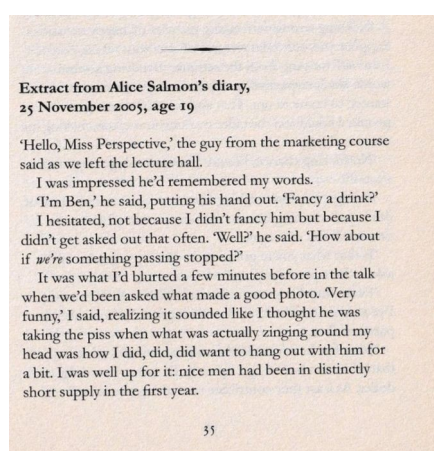 Extract from Alice Salmon's diary,
25 November 2005, age 19
'Hello, Miss Perspective,' the guy from the marketing course
said as we left the lecture hall.
I was impressed he'd remembered my words.
'I'm Ben,' he said, putting his hand out. 'Fancy a drink?'
I hesitated, not because I didn't fancy him but because I
didn't get asked out that often. 'Well?' he said. 'How about
if we're something passing stopped?'
It was what I'd blurted a few minutes before in the talk
when we'd been asked what made a good photo. 'Very
funny,' I said, realizing it sounded like I thought he was
taking the piss when what was actually zinging round my
head was how I did, did, did want to hang out with him for
a bit. I was well up for it: nice men had been in distinctly
short supply in the first year.
35